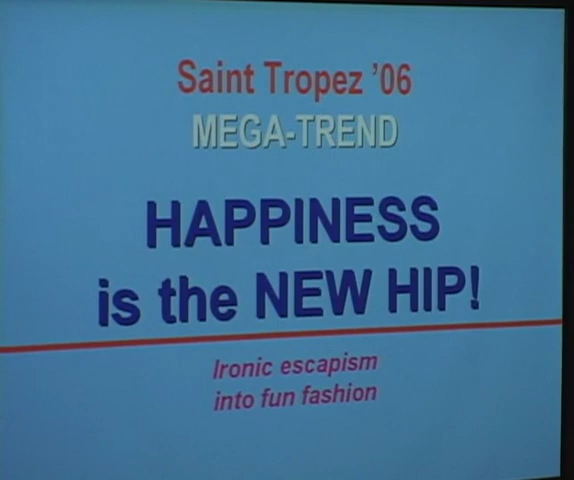 Saint Tropez ’06
MEGA-TREND
HAPPINESS
is the NEW HIP!
Ironic escapism
into fun fashion